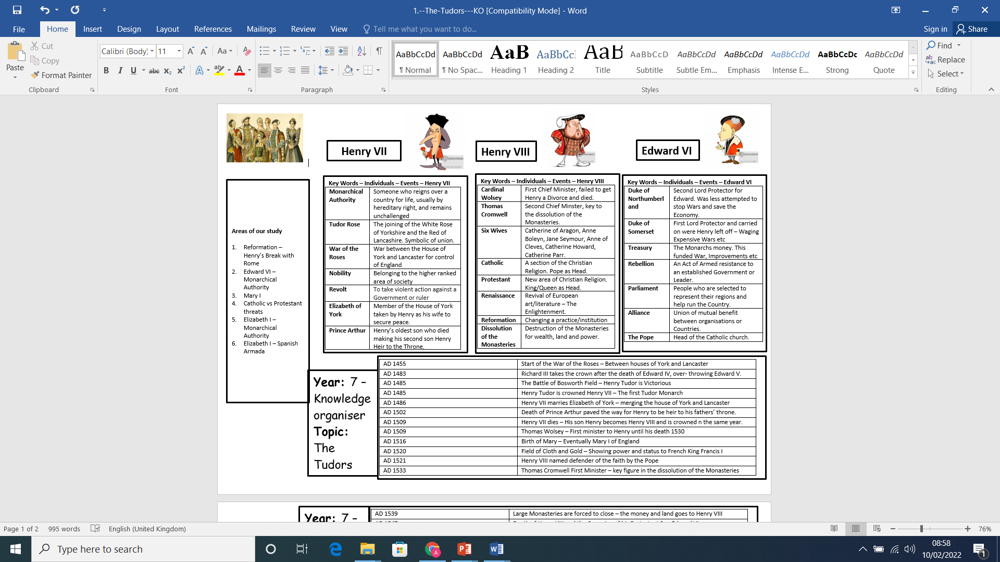 1.--The-Tudors---KO [Compatibility Mode] - Word
File Home Insert Design Layout References Mailings Review View Tell me what you want to do... Sign in Share
Paste
Cut
Copy
Format Painter
Clipboard
Calibri (Body) 11
Font
Paragraph
AaBbCcDd AaBbCcDd AaB AaBbCc AaB AaBbCcD AaBbCcDd AaBbCcDd AaBbCcDd AaBbCcDc AaBbCcDd
¶ Normal ¶ No Spac... Heading 1 Heading 2 Title Subtitle Subtle Em... Emphasis Intense E... Strong Quote
Styles
Find
Replace
Select
Editing
Henry VII
Henry VIII
Edward VI
Areas of our study
1. Reformation –
Henry's Break with
Rome
2. Edward VI –
Monarchical
Authority
3. Mary I
4. Catholic vs Protestant
threats
5. Elizabeth I –
Monarchical
Authority
6. Elizabeth I – Spanish
Armada
Key Words – Individuals – Events – Henry VII
Monarchical Someone who reigns over a
Authority country for life, usually by
hereditary right, and remains
unchallenged
Tudor Rose The joining of the White Rose
of Yorkshire and the Red of
Lancashire. Symbolic of union.
War of the War between the House of
Roses York and Lancaster for control
of England
Nobility Belonging to the higher ranked
area of society
Revolt To take violent action against a
Government or ruler
Elizabeth of Member of the House of York
York taken by Henry as his wife to
secure peace.
Prince Arthur Henry's oldest son who died
making his second son Henry
Heir to the Throne.
Key Words – Individuals – Events – Henry VIII
Cardinal First Chief Minister, failed to get
Wolsey Henry a Divorce and died.
Thomas Second Chief Minster, key to
Cromwell the dissolution of the
Monasteries.
Six Wives Catherine of Aragon, Anne
Boleyn, Jane Seymour, Anne of
Cleves, Catherine Howard,
Catherine Parr.
Catholic A section of the Christian
Religion. Pope as Head.
Protestant New area of Christian Religion.
King/Queen as Head.
Renaissance Revival of European
art/literature – The
Enlightenment.
Reformation Changing a practice/institution
Dissolution Destruction of the Monasteries
of the for wealth, land and power.
Monasteries
Key Words – Individuals – Events – Edward VI
Duke of Second Lord Protector for
Northumberl Edward. Was less attempted to
and stop Wars and save the
Economy.
Duke of First Lord Protector and carried
Somerset on were Henry left off – Waging
Expensive Wars etc
Treasury The Monarchs money. This
funded War, Improvements etc
Rebellion An Act of Armed resistance to
an established Government or
Leader.
Parliament People who are selected to
represent their regions and
help run the Country.
Alliance Union of mutual benefit
between organisations or
Countries.
The Pope Head of the Catholic church.
Year: 7 –
Knowledge
organiser
Topic:
The
Tudors
AD 1455 Start of the War of the Roses – Between houses of York and Lancaster
AD 1483 Richard III takes the crown after the death of Edward IV, over- throwing Edward V.
AD 1485 The Battle of Bosworth Field – Henry Tudor is Victorious
AD 1485 Henry Tudor is crowned Henry VII – The first Tudor Monarch
AD 1486 Henry VII marries Elizabeth of York – merging the house of York and Lancaster
AD 1502 Death of Prince Arthur paved the way for Henry to be heir to his fathers' throne.
AD 1509 Henry VII dies – His son Henry becomes Henry VIII and is crowned n the same year.
AD 1509 Thomas Wolsey – First minister to Henry until his death 1530
AD 1516 Birth of Mary – Eventually Mary I of England
AD 1520 Field of Cloth and Gold – Showing power and status to French King Francis I
AD 1521 Henry VIII named defender of the faith by the Pope
AD 1533 Thomas Cromwell First Minister – key figure in the dissolution of the Monasteries
Year: 7 –
AD 1539 Large Monasteries are forced to close – the money and land goes to Henry VIII
Page 1 of 2 995 words English (United Kingdom) 76%
Type here to search
08:58
10/02/2022
1